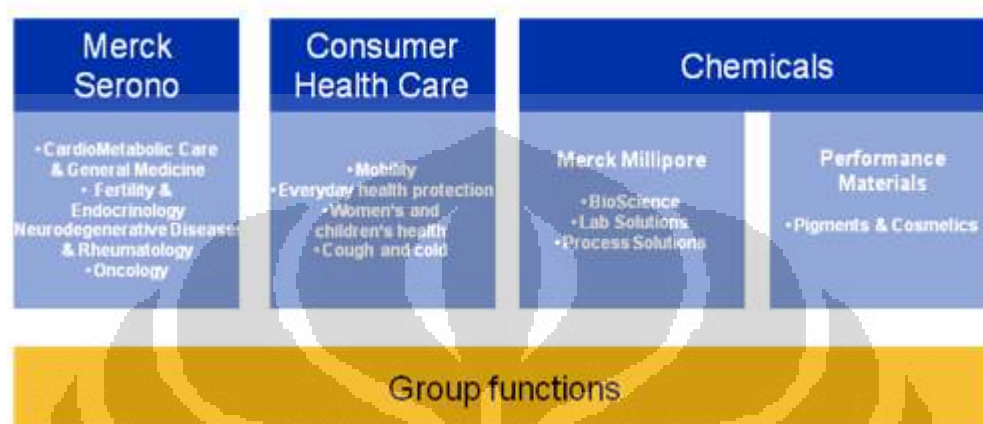 Merck
Serono
•CardioMetabolic Care
& General Medicine
• Fertility &
Endocrinology
Neurodegenerative Disease
& Rheumatology
•Oncology
Consumer
Health Care
•Mobility
•Everyday health protection
•Women's and
children's health
•Cough and cold
Chemicals
Merck Millipore
•BioScience
•Lab Solutions
•Process Solutions
Performance
Materials
•Pigments & Cosmetics
Group functions